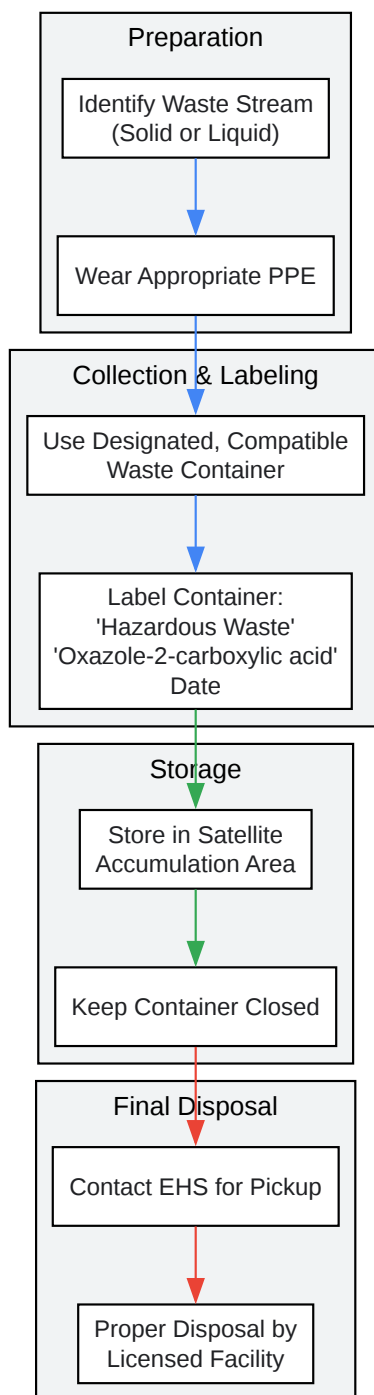 Preparation
Identify Waste Stream
(Solid or Liquid)
Wear Appropriate PPE
Collection & Labeling
Use Designated, Compatible
Waste Container
Label Container:
'Hazardous Waste'
'Oxazole-2-carboxylic acid'
Date
Storage
Store in Satellite
Accumulation Area
Keep Container Closed
Final Disposal
Contact EHS for Pickup
Proper Disposal by
Licensed Facility